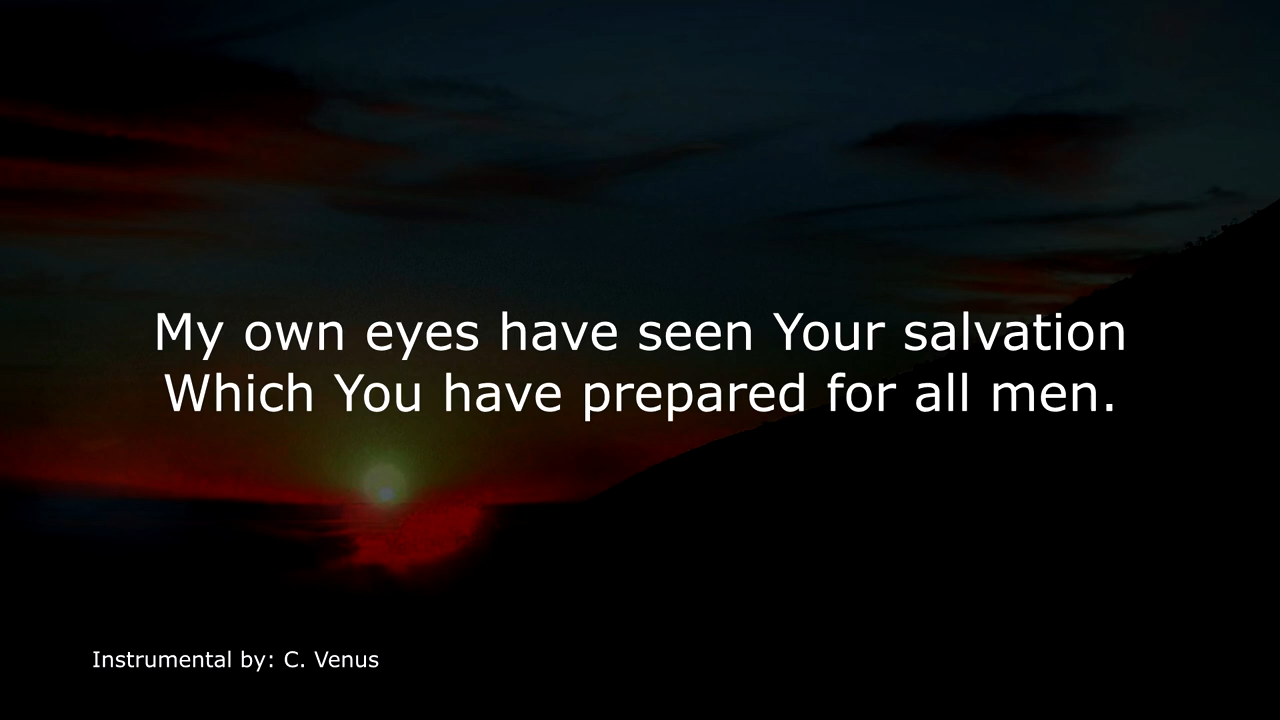 My own eyes have seen Your salvation
Which You have prepared for all men.
Instrumental by: C. Venus